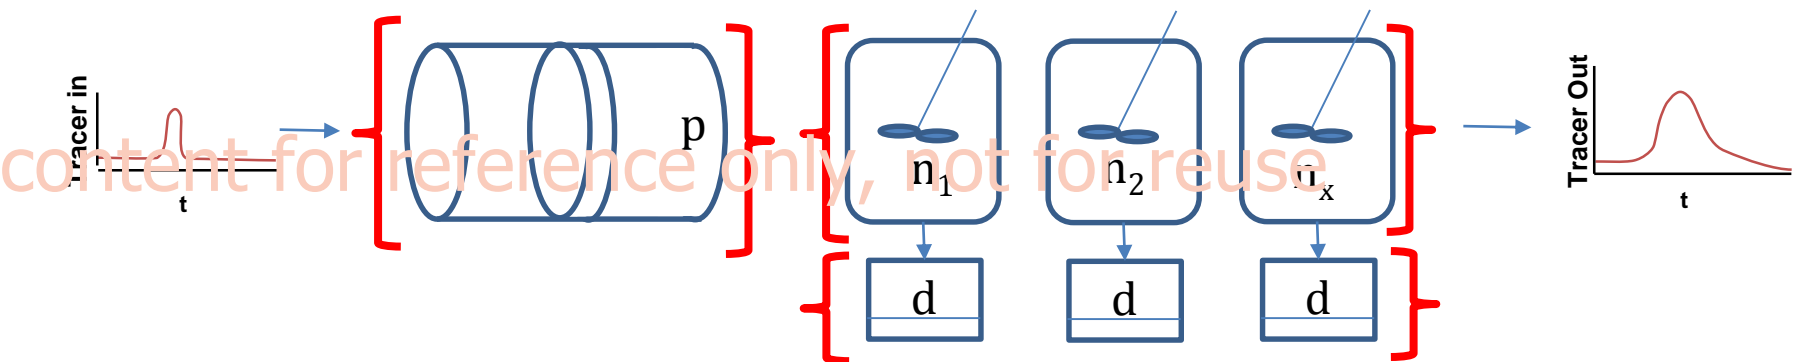 Tracer in
t
p
n1
n2
nx
d
d
d
Tracer Out
t
content for reference only, not for reuse